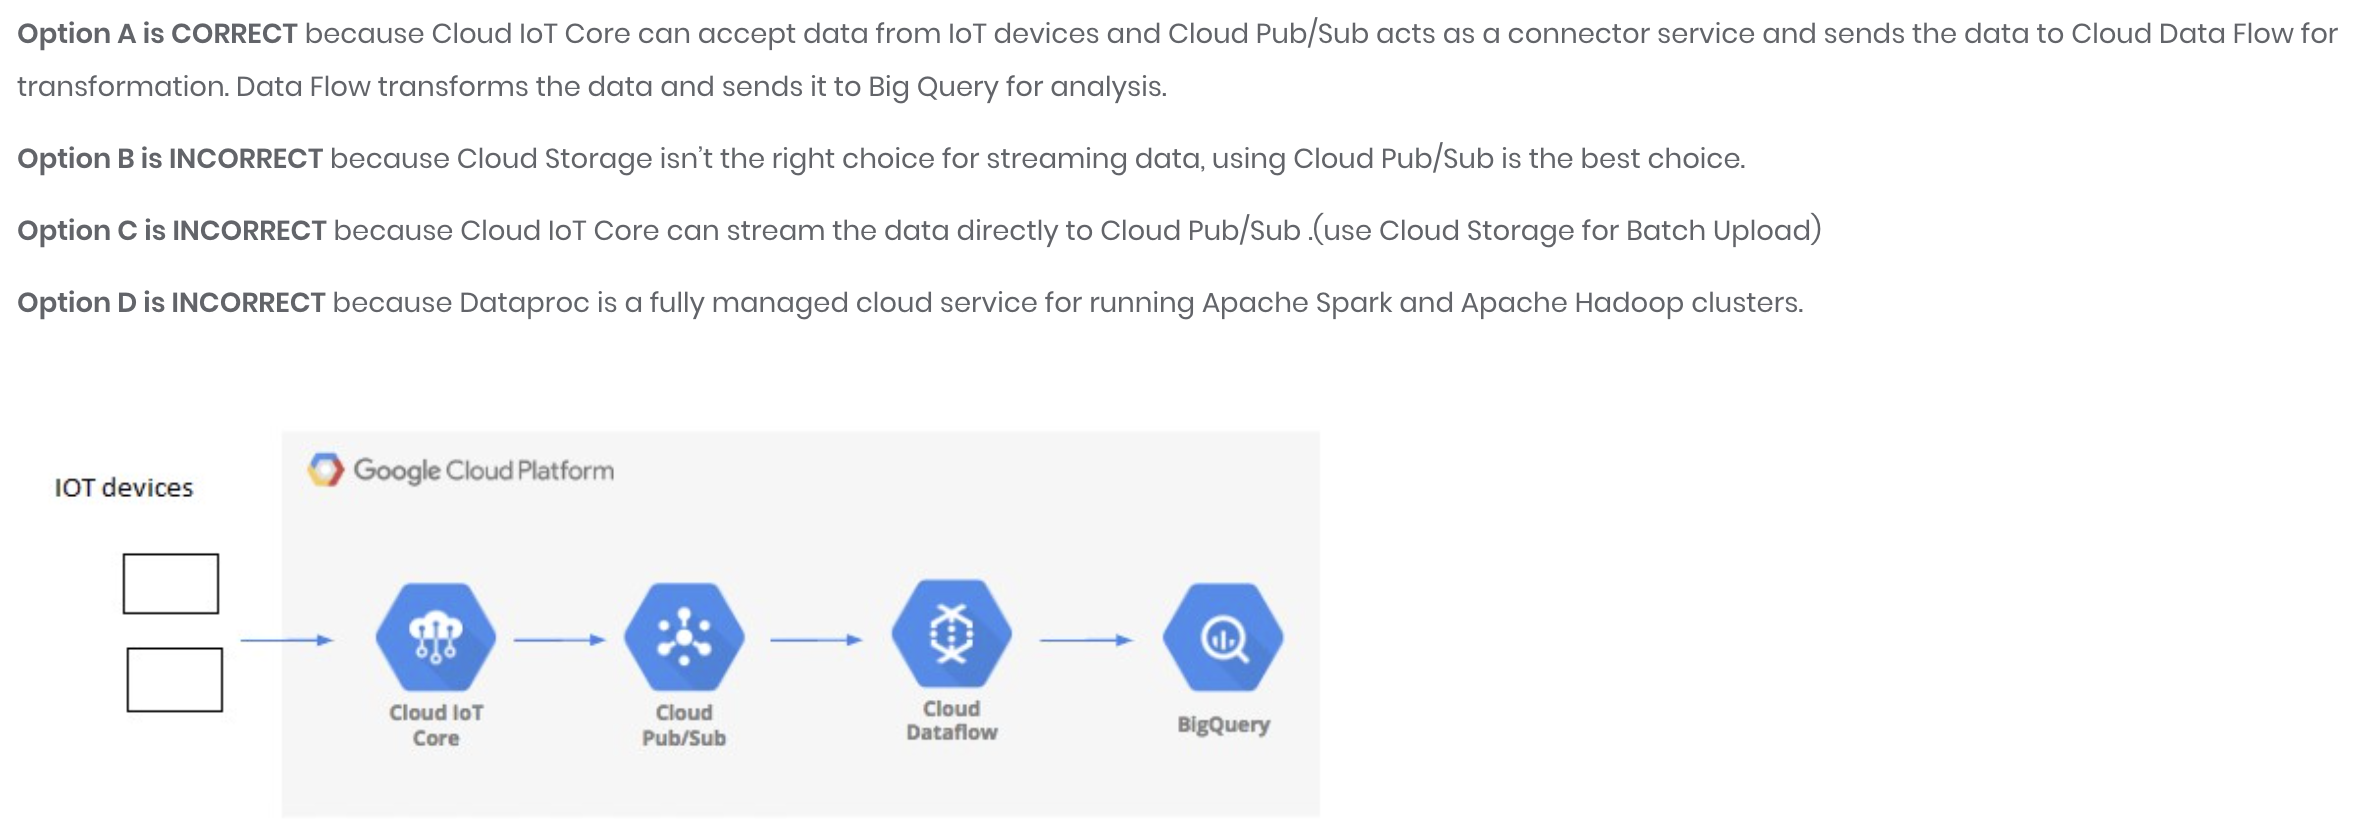 Option A is CORRECT because Cloud IoT Core can accept data from IoT devices and Cloud Pub/Sub acts as a connector service and sends the data to Cloud Data Flow for
transformation. Data Flow transforms the data and sends it to Big Query for analysis.
Option B is INCORRECT because Cloud Storage isn’t the right choice for streaming data, using Cloud Pub/Sub is the best choice.
Option C is INCORRECT because Cloud IoT Core can stream the data directly to Cloud Pub/Sub .(use Cloud Storage for Batch Upload)
Option D is INCORRECT because Dataproc is a fully managed cloud service for running Apache Spark and Apache Hadoop clusters.
IOT devices
Google Cloud Platform
Cloud IoT
Core
Cloud
Pub/Sub
Cloud
Dataflow
BigQuery